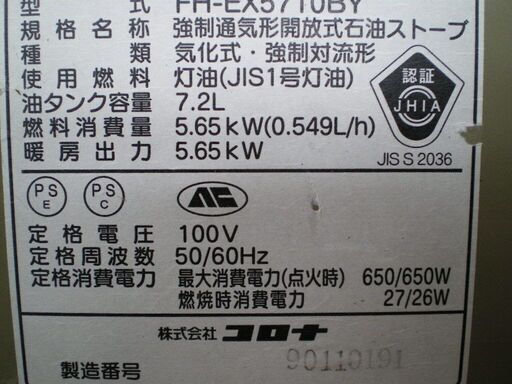 型式 FH-EX5710BY
規格名称 強制通気形開放式石油ストーブ
種類 気化式・強制対流形
使用燃料 灯油(JIS1号灯油)
油タンク容量 7.2L
燃料消費量 5.65kW(0.549L/h)
暖房出力 5.65kW
認証
JHIA
JIS S 2036
PS E
PS C
定格電圧 100V
定格周波数 50/60Hz
定格消費電力 最大消費電力(点火時) 650/650W
燃焼時消費電力 27/26W
株式会社 コロナ
製造番号 90110191